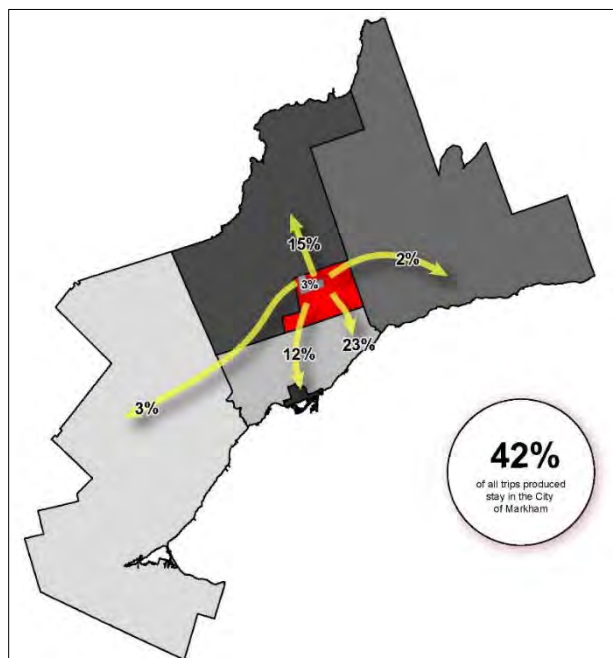 15%
2%
3%
12%
23%
3%
42%
of all trips produced
stay in the City
of Markham